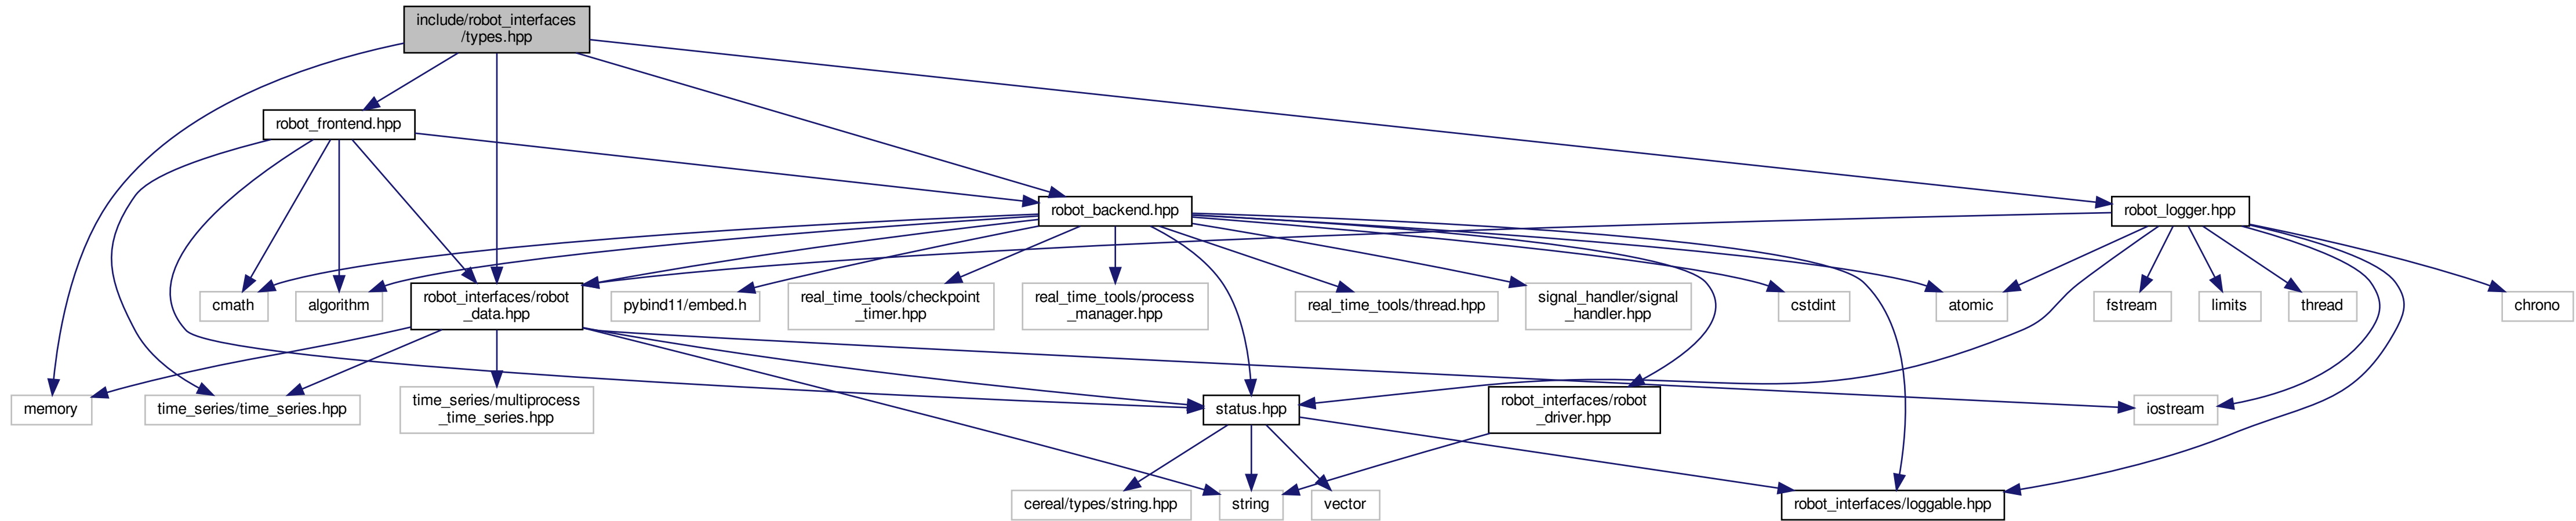 include/robot_interfaces
/types.hpp
robot_frontend.hpp
robot_backend.hpp
robot_logger.hpp
cmath
algorithm
robot_interfaces/robot
_data.hpp
pybind11/embed.h
real_time_tools/checkpoint
_timer.hpp
real_time_tools/process
_manager.hpp
real_time_tools/thread.hpp
signal_handler/signal
_handler.hpp
cstdint
atomic
fstream
limits
thread
chrono
memory
time_series/time_series.hpp
time_series/multiprocess
_time_series.hpp
status.hpp
robot_interfaces/robot
_driver.hpp
iostream
cereal/types/string.hpp
string
vector
robot_interfaces/loggable.hpp